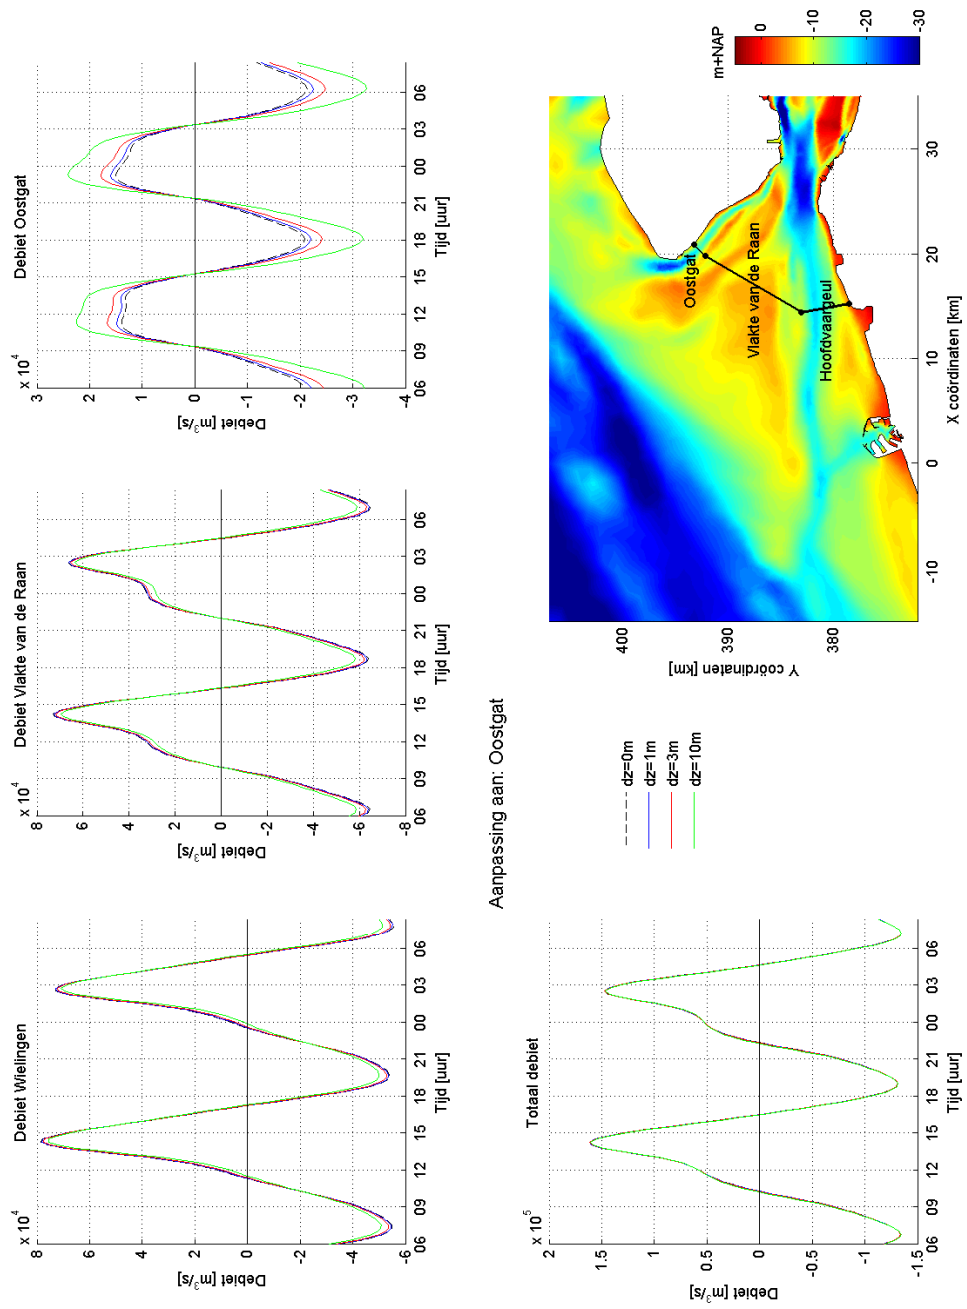 Debiet Wielingen
x 10^4
Debiet [m^3/s]
8
6
4
2
0
-2
-4
-6
06 09 12 15 18 21 00 03 06
Tijd [uur]
Debiet Vlakte van de Raan
x 10^4
Debiet [m^3/s]
8
6
4
2
0
-2
-4
-6
-8
06 09 12 15 18 21 00 03 06
Tijd [uur]
Debiet Oostgat
x 10^4
Debiet [m^3/s]
3
2
1
0
-1
-2
-3
-4
06 09 12 15 18 21 00 03 06
Tijd [uur]
Aanpassing aan: Oostgat
Totaal debiet
x 10^5
Debiet [m^3/s]
2
1.5
1
0.5
0
-0.5
-1
-1.5
06 09 12 15 18 21 00 03 06
Tijd [uur]
dz=0m
dz=1m
dz=3m
dz=10m
Y coördinaten [km]
400
390
380
Oostgat
Vlakte van de Raan
Hoofdvaargeul
-10 0 10 20 30
X coördinaten [km]
m+NAP
0
-10
-20
-30